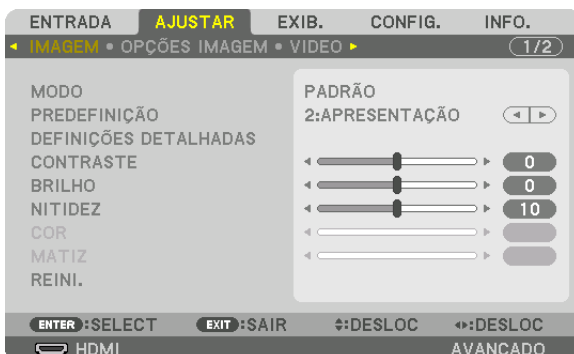 ENTRADA AJUSTAR EXIB. CONFIG. INFO.
IMAGEM • OPÇÕES IMAGEM • VIDEO 1/2
MODO PADRÃO
PREDEFINIÇÃO 2:APRESENTAÇÃO
DEFINIÇÕES DETALHADAS
CONTRASTE 0
BRILHO 0
NITIDEZ 10
COR
MATIZ
REINI.
ENTER :SELECT EXIT :SAIR :DESLOC :DESLOC
HDMI AVANÇADO